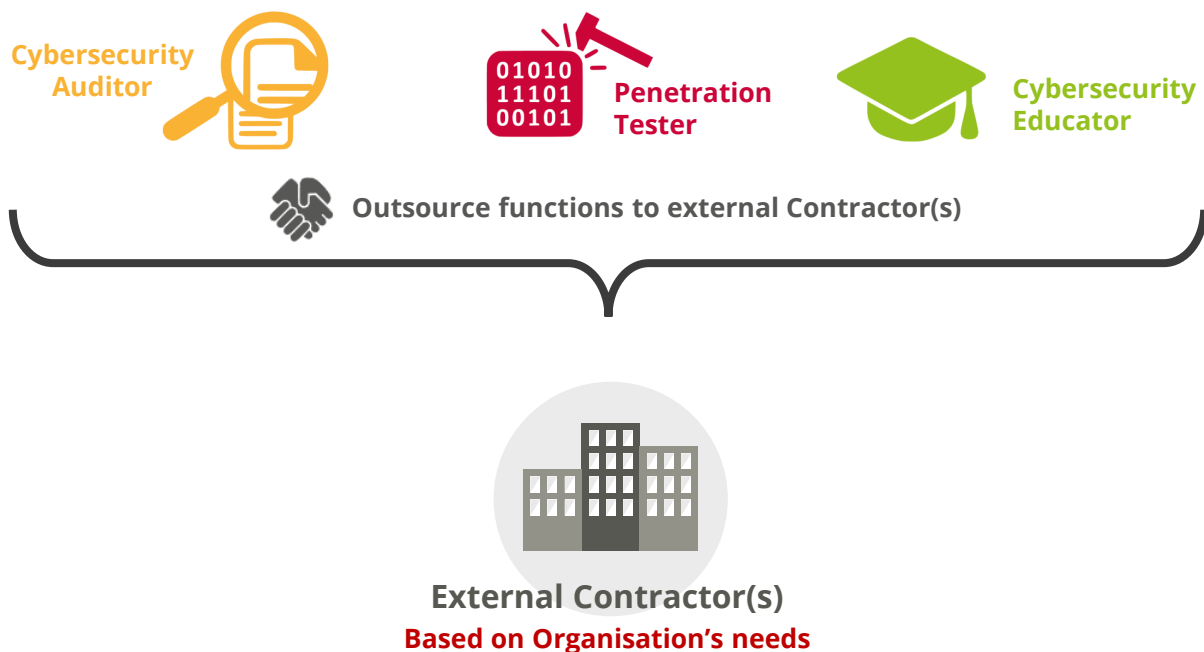 Cybersecurity
Auditor
01010
11101
00101
Penetration
Tester
Cybersecurity
Educator
Outsource functions to external Contractor(s)
External Contractor(s)
Based on Organisation's needs